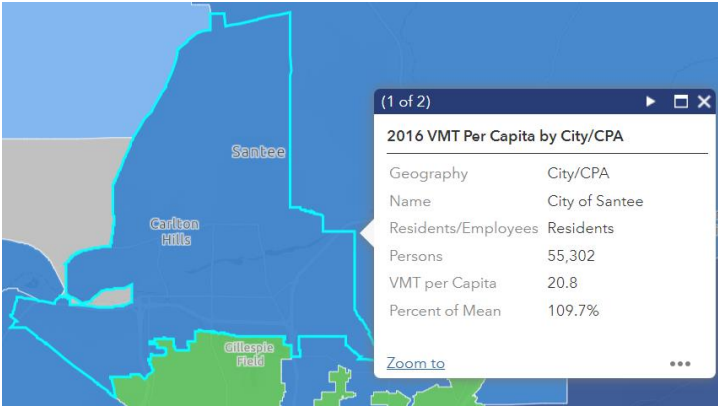 (1 of 2)
2016 VMT Per Capita by City/CPA
Geography City/CPA
Name City of Santee
Residents/Employees Residents
Persons 55,302
VMT per Capita 20.8
Percent of Mean 109.7%
Zoom to
Santee
Carlton
Hills
Gillespie
Field